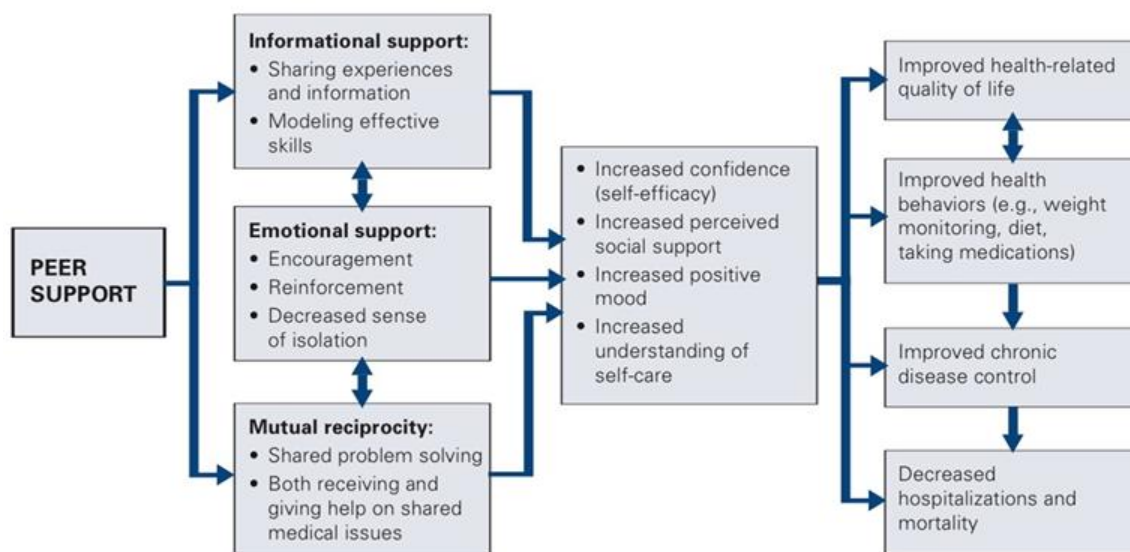 PEER
SUPPORT
Informational support:
• Sharing experiences
and information
• Modeling effective
skills
Emotional support:
• Encouragement
• Reinforcement
• Decreased sense
of isolation
Mutual reciprocity:
• Shared problem solving
• Both receiving and
giving help on shared
medical issues
• Increased confidence
(self-efficacy)
• Increased perceived
social support
• Increased positive
mood
• Increased
understanding of
self-care
Improved health-related
quality of life
Improved health
behaviors (e.g., weight
monitoring, diet,
taking medications)
Improved chronic
disease control
Decreased
hospitalizations and
mortality